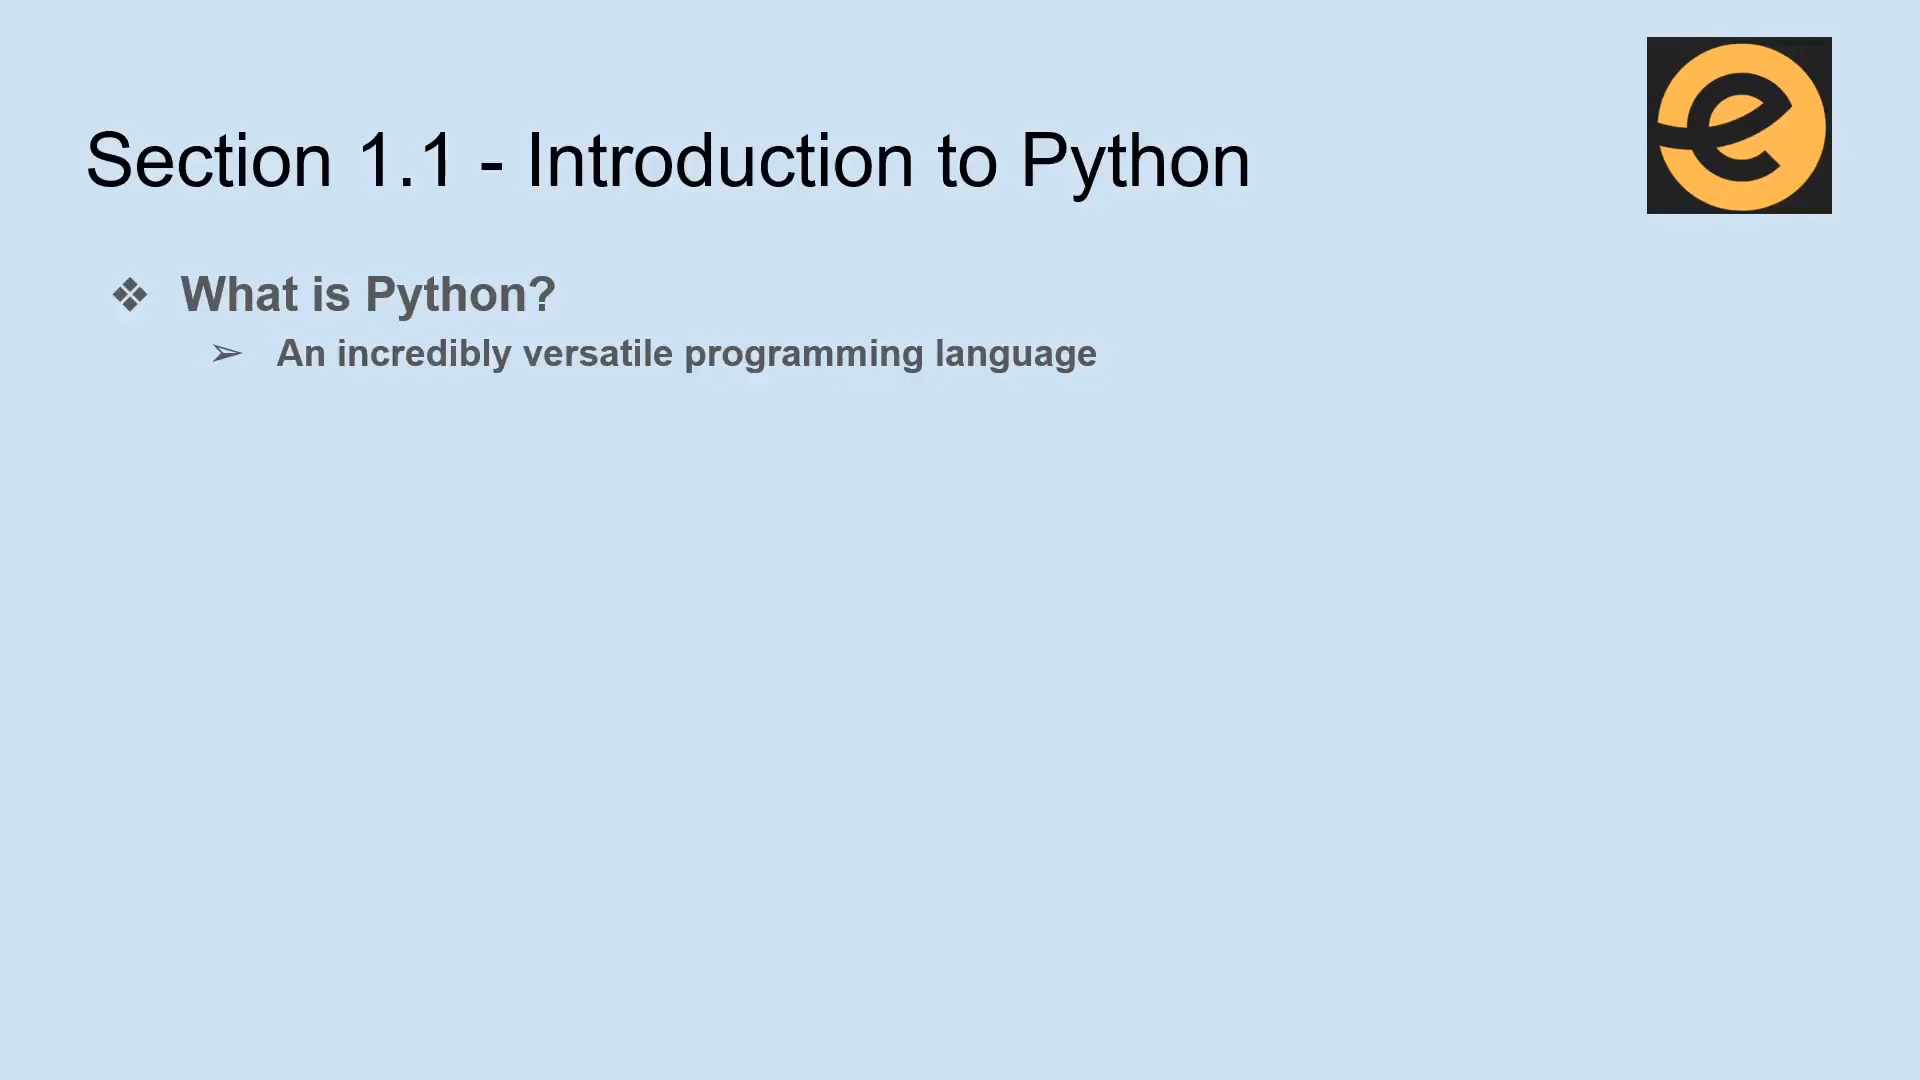 Section 1.1 - Introduction to Python
❖ What is Python?
➢ An incredibly versatile programming language